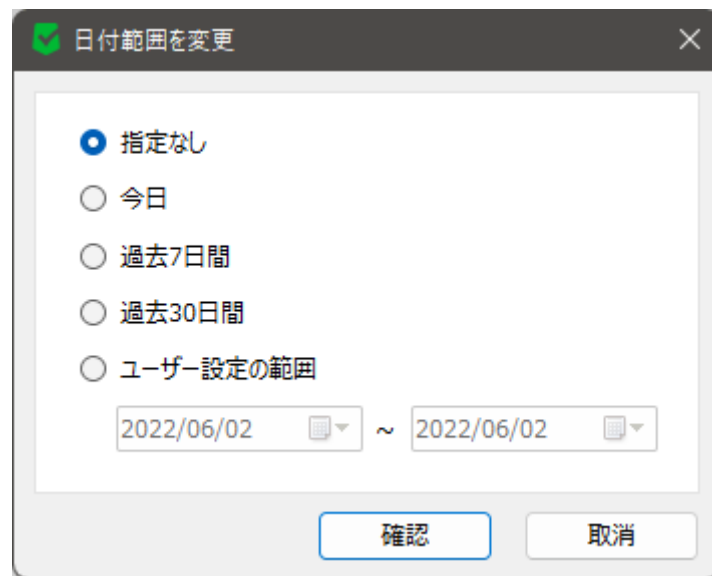 日付範囲を変更
指定なし
今日
過去7日間
過去30日間
ユーザー設定の範囲
2022/06/02 ~ 2022/06/02
確認 取消